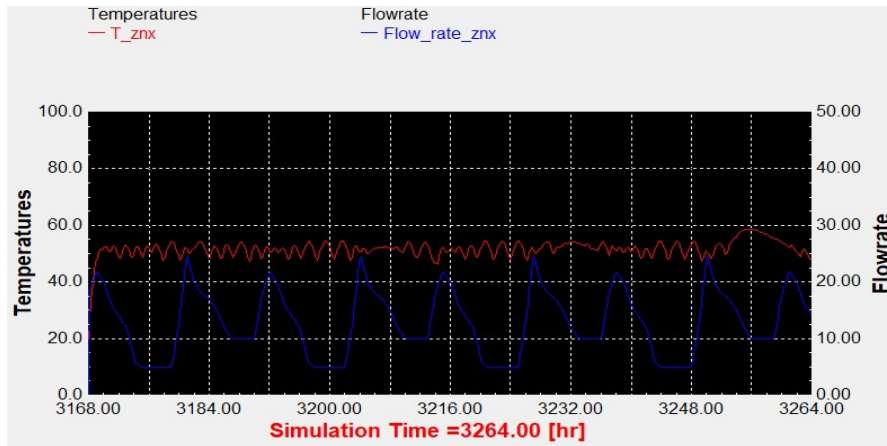 Temperatures
T_znx
Flowrate
Flow_rate_znx
100.0
80.0
60.0
40.0
20.0
0.0
Temperatures
50.00
40.00
30.00
20.00
10.00
0.00
Flowrate
3168.00 3184.00 3200.00 3216.00 3232.00 3248.00 3264.00
Simulation Time =3264.00 [hr]